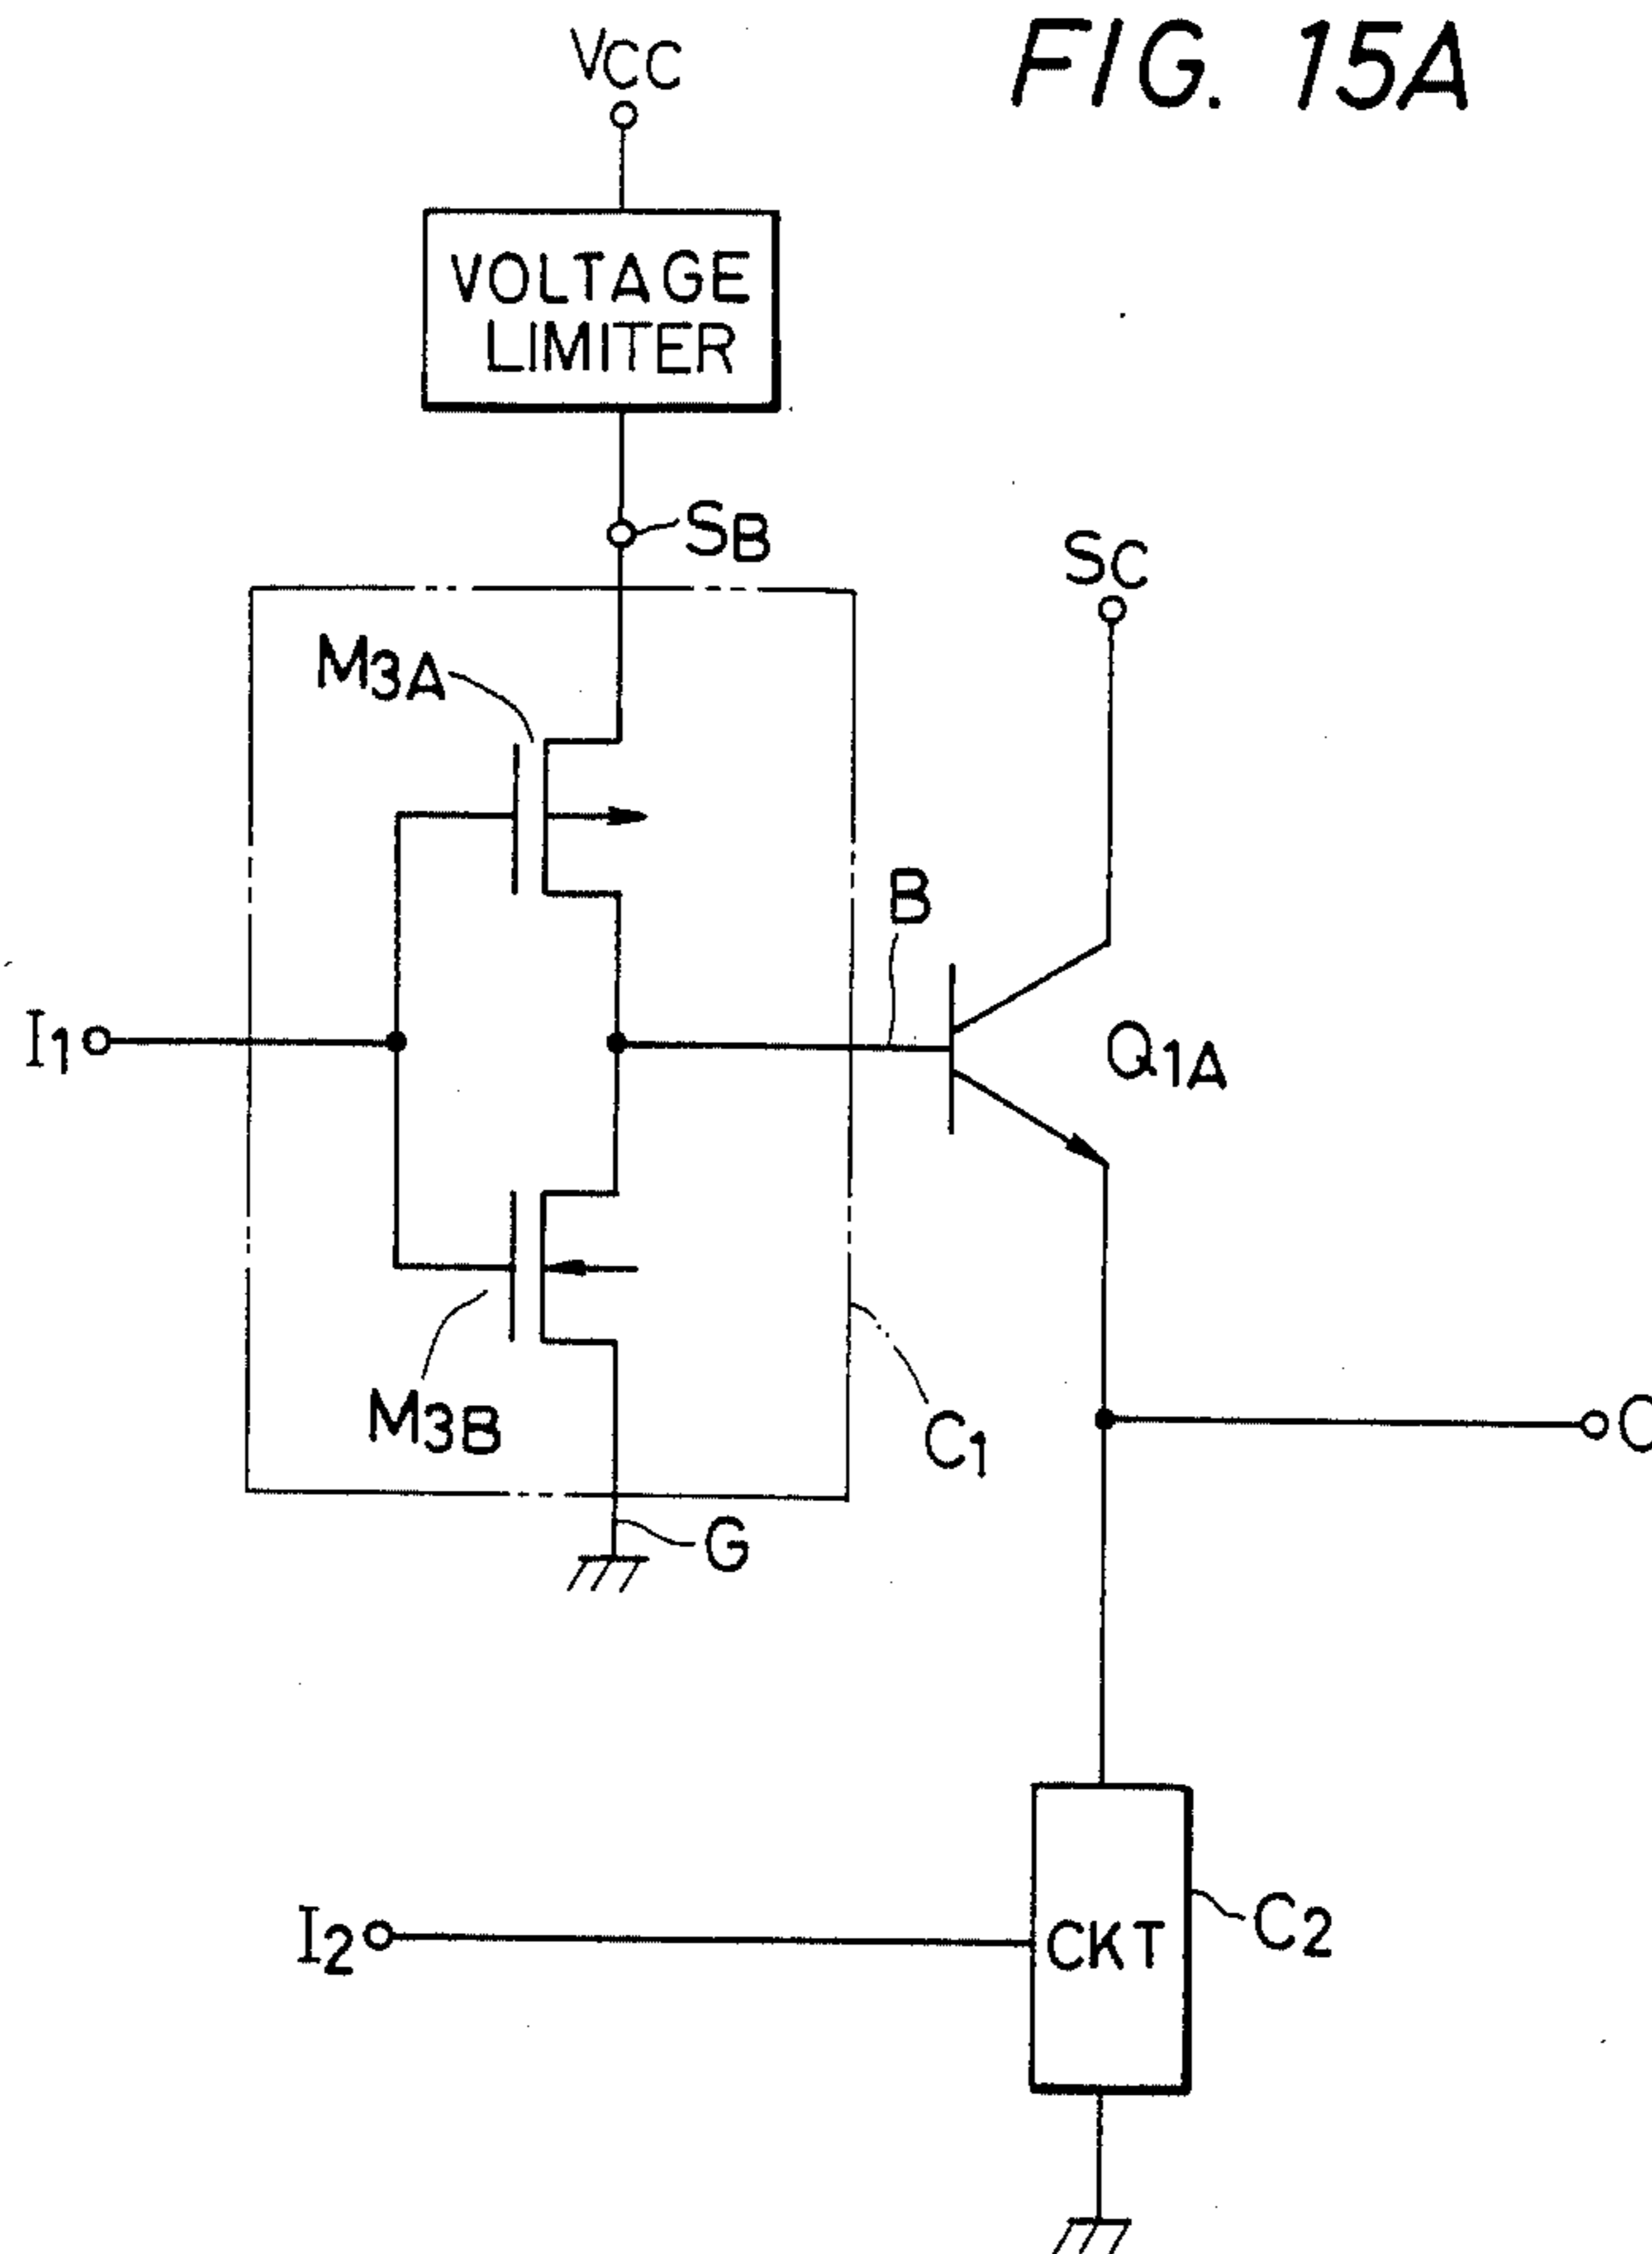 FIG. 15A
VCC
VOLTAGE
LIMITER
SB
SC
M3A
B
I1
Q1A
M3B
C1
G
I2
CKT
C2